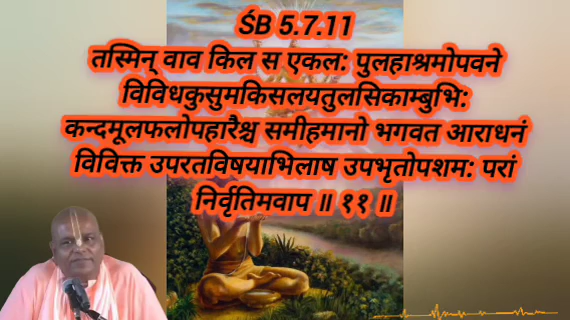 ŚB 5.7.11
तस्मिन् वाव किल स एकल: पुलहाश्रमोपवने
विविधकुसुमकिसलयतुलसिकाम्बुभि:
कन्दमूलफलोपहारैश्च समीहमानो भगवत आराधनं
विविक्त उपरतविषयाभिलाष उपभृतोपशम: परां
निर्वृतिमवाप ॥ ११ ॥